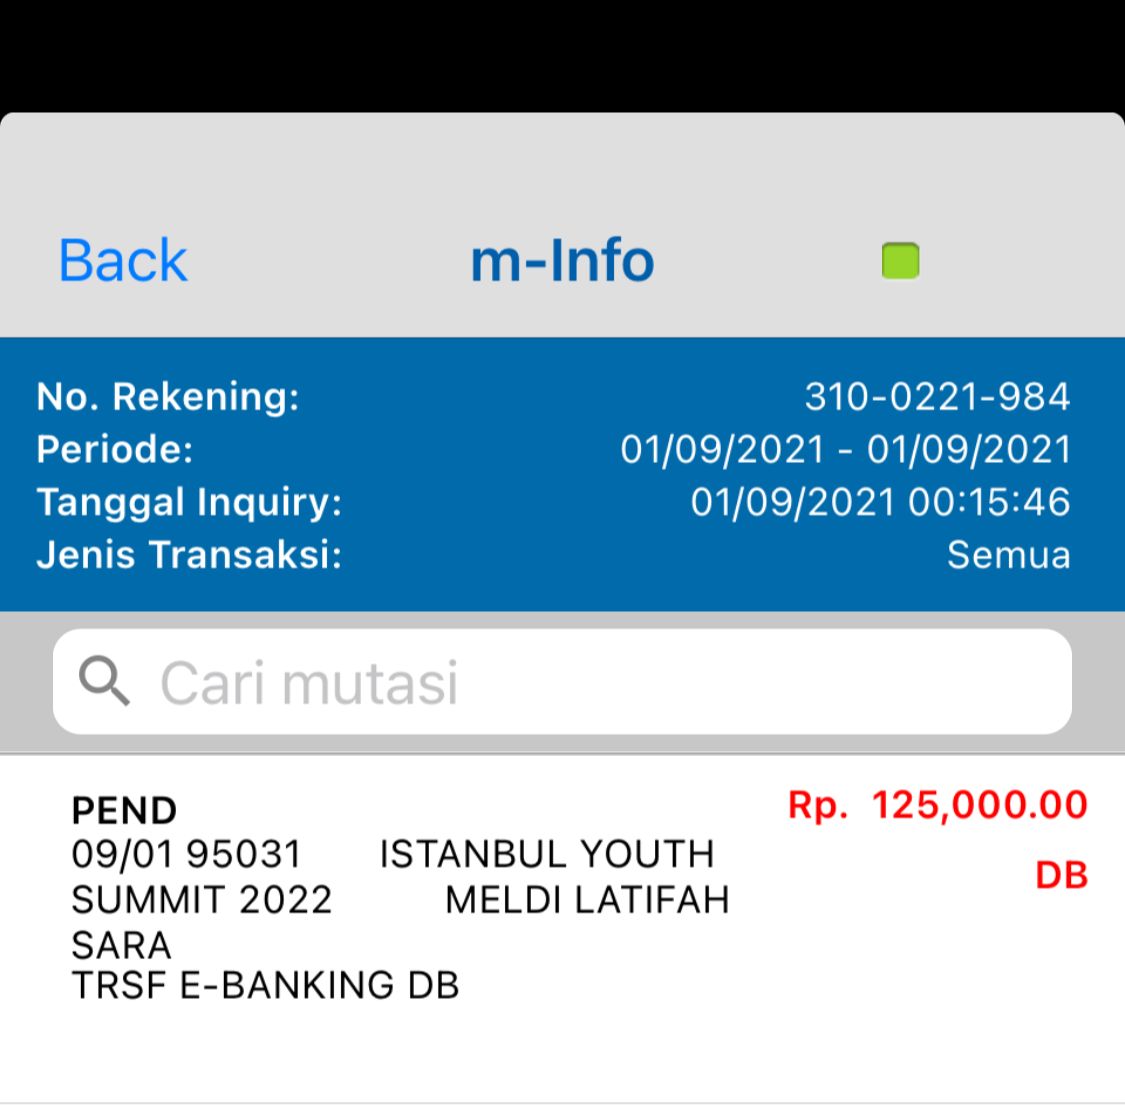 Back m-Info
No. Rekening: 310-0221-984
Periode: 01/09/2021 - 01/09/2021
Tanggal Inquiry: 01/09/2021 00:15:46
Jenis Transaksi: Semua
Cari mutasi
PEND Rp. 125,000.00
09/01 95031 ISTANBUL YOUTH
DB
SUMMIT 2022 MELDI LATIFAH
SARA
TRSF E-BANKING DB